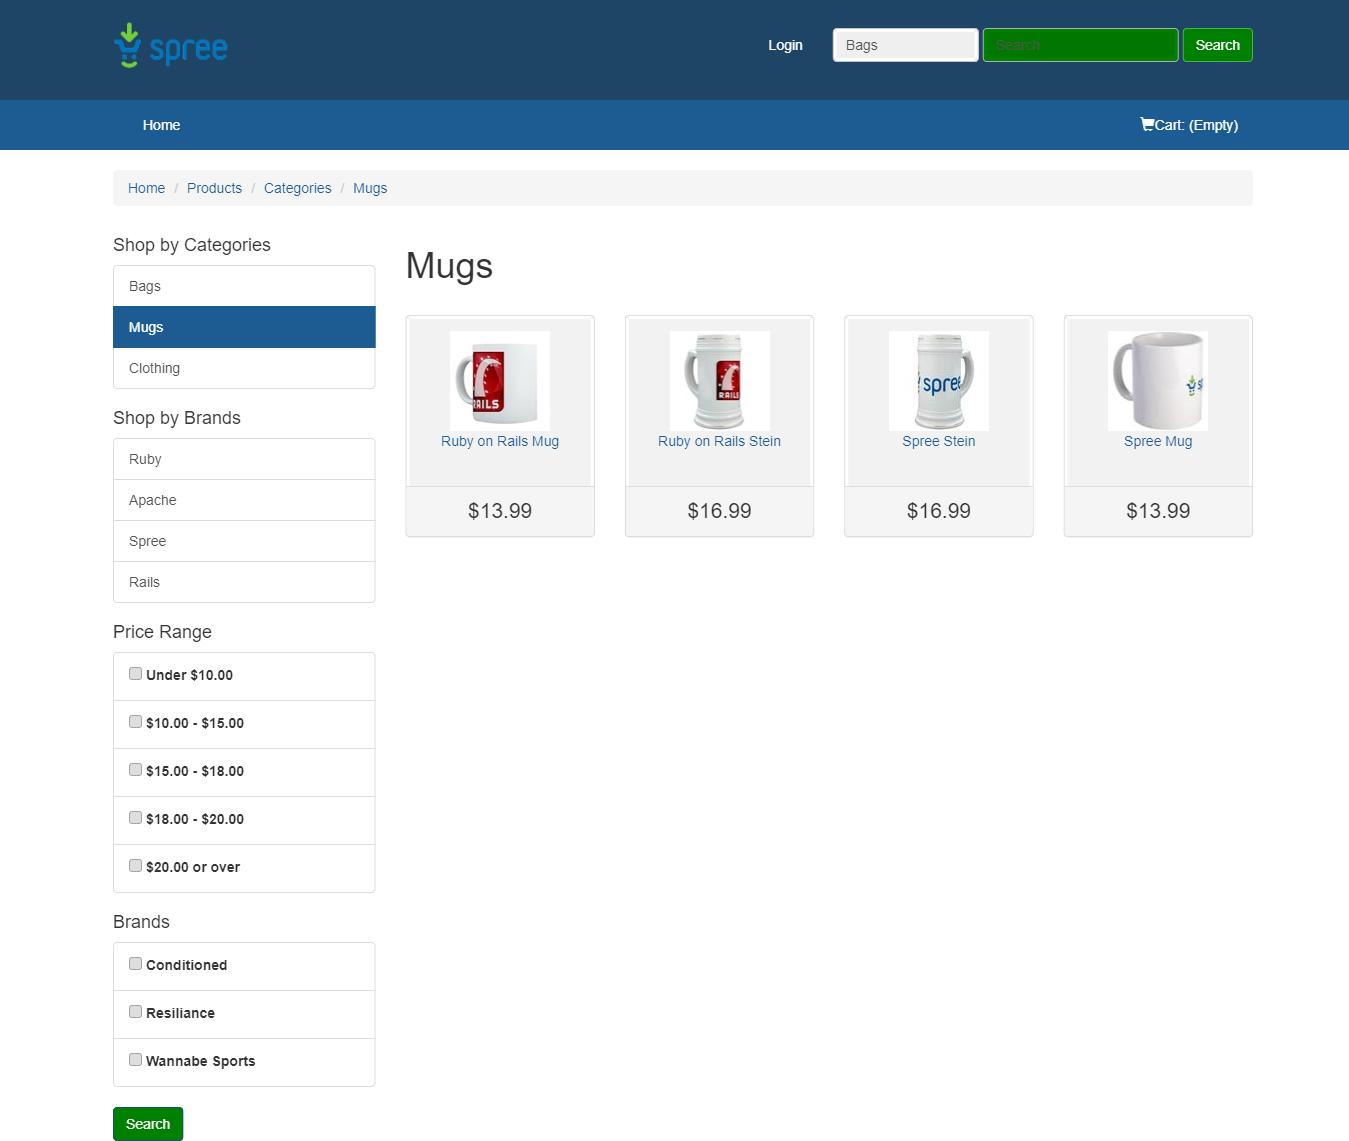 spree
Login
Bags
Search
Search
Home
Cart: (Empty)
Home / Products / Categories / Mugs
Shop by Categories
Bags
Mugs
Clothing
Shop by Brands
Ruby
Apache
Spree
Rails
Price Range
Under $10.00
$10.00 - $15.00
$15.00 - $18.00
$18.00 - $20.00
$20.00 or over
Brands
Conditioned
Resiliance
Wannabe Sports
Search
Mugs
RAILS
Ruby on Rails Mug
$13.99
RAILS
Ruby on Rails Stein
$16.99
spree
Spree Stein
$16.99
Spree Mug
$13.99